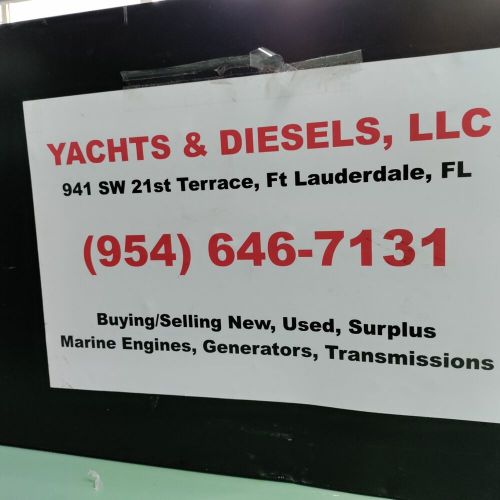 YACHTS & DIESELS, LLC
941 SW 21st Terrace, Ft Lauderdale, FL
(954) 646-7131
Buying/Selling New, Used, Surplus
Marine Engines, Generators, Transmissions